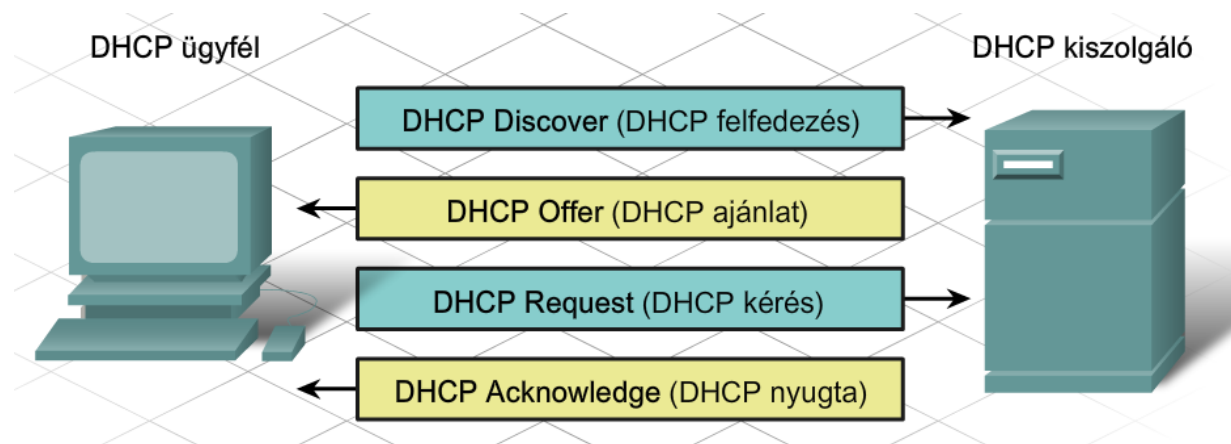 DHCP ügyfél
DHCP kiszolgáló
DHCP Discover (DHCP felfedezés)
DHCP Offer (DHCP ajánlat)
DHCP Request (DHCP kérés)
DHCP Acknowledge (DHCP nyugta)